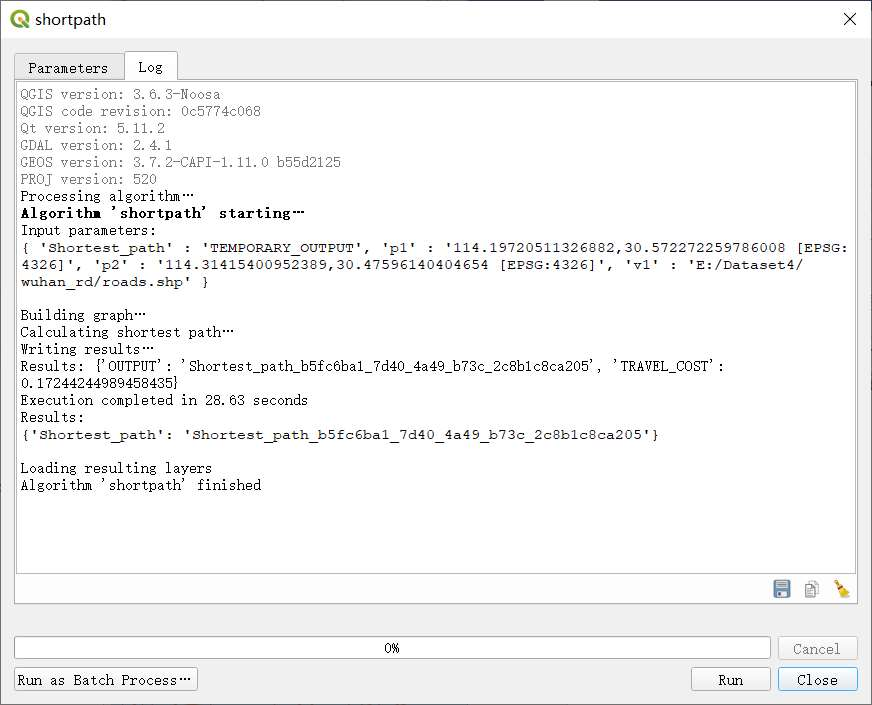 shortpath
Parameters
Log
QGIS version: 3.6.3-Noosa
QGIS code revision: 0c5774c068
Qt version: 5.11.2
GDAL version: 2.4.1
GEOS version: 3.7.2-CAPI-1.11.0 b55d2125
PROJ version: 520
Processing algorithm…
Algorithm 'shortpath' starting…
Input parameters:
{ 'Shortest_path' : 'TEMPORARY_OUTPUT', 'p1' : '114.19720511326882,30.572272259786008 [EPSG:
4326]', 'p2' : '114.31415400952389,30.47596140404654 [EPSG:4326]', 'v1' : 'E:/Dataset4/
wuhan_rd/roads.shp' }
Building graph…
Calculating shortest path…
Writing results…
Results: {'OUTPUT': 'Shortest_path_b5fc6ba1_7d40_4a49_b73c_2c8b1c8ca205', 'TRAVEL_COST':
0.17244244989458435}
Execution completed in 28.63 seconds
Results:
{'Shortest_path': 'Shortest_path_b5fc6ba1_7d40_4a49_b73c_2c8b1c8ca205'}
Loading resulting layers
Algorithm 'shortpath' finished
0%
Cancel
Run as Batch Process…
Run
Close